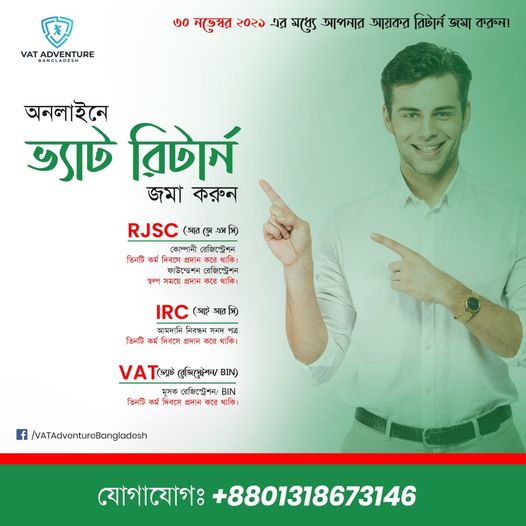 VAT ADVENTURE
BANGLADESH
৩০ নভেম্বর ২০২১ এর মধ্যে আপনার আয়কর রিটার্ন জমা করুন!
অনলাইনে
ভ্যাট রিটার্ন
জমা করুন
RJSC (আর জে এস সি)
কোম্পানী রেজিস্ট্রেশন
তিনটি কর্ম দিবসে প্রদান করে থাকি।
ফাউন্ডেশন রেজিস্ট্রেশন
স্বল্প সময়ে প্রদান করে থাকি।
IRC (আই আর সি)
আমদানি নিবন্ধন সনদ পত্র
তিনটি কর্ম দিবসে প্রদান করে থাকি।
VAT (ভ্যাট রেজিস্ট্রেশন/ BIN)
মূসক রেজিস্ট্রেশন/ BIN
তিনটি কর্ম দিবসে প্রদান করে থাকি।
/VATAdventureBangladesh
যোগাযোগঃ +8801318673146